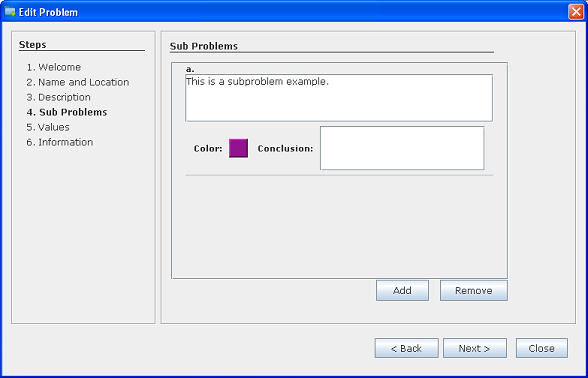 Edit Problem
Steps
1. Welcome
2. Name and Location
3. Description
4. Sub Problems
5. Values
6. Information
Sub Problems
a.
This is a subproblem example.
Color:
Conclusion:
Add
Remove
< Back
Next >
Close